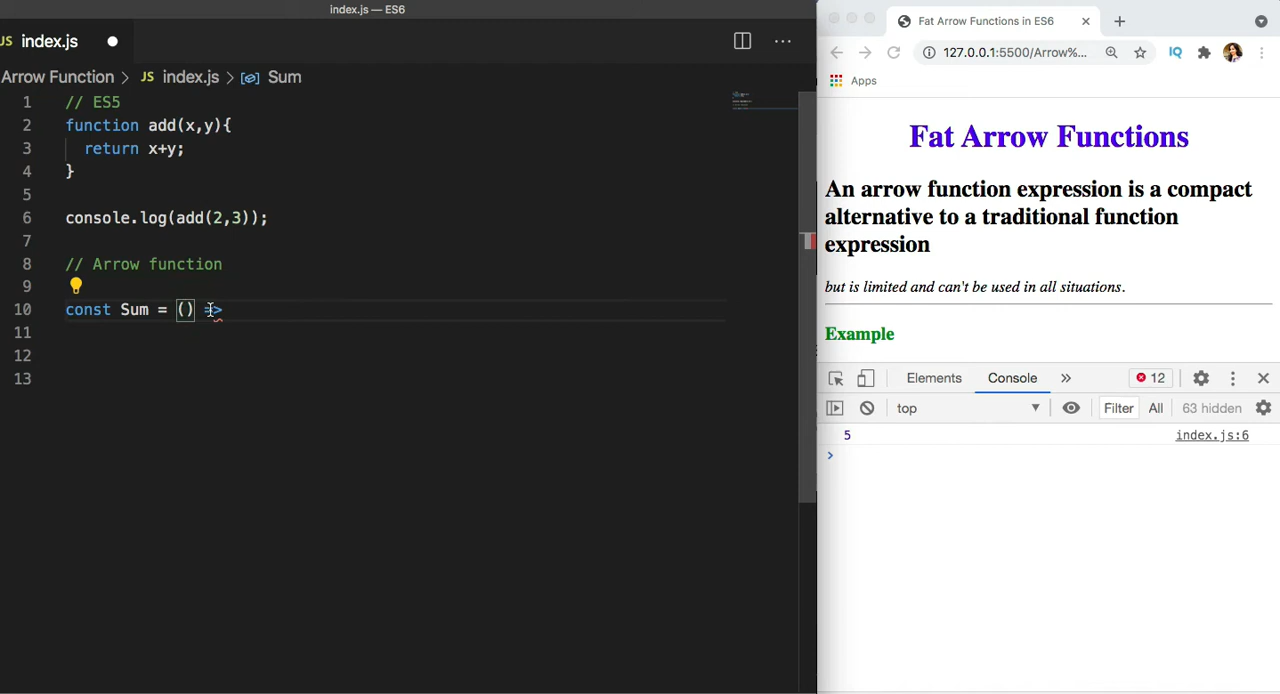 index.js — ES6
JS index.js
Arrow Function > JS index.js > Sum
1 // ES5
2 function add(x,y){
3 return x+y;
4 }
5
6 console.log(add(2,3));
7
8 // Arrow function
9
10 const Sum = () =>
11
12
13
Fat Arrow Functions in ES6
127.0.0.1:5500/Arrow%...
IQ
Apps
Fat Arrow Functions
An arrow function expression is a compact
alternative to a traditional function
expression
but is limited and can't be used in all situations.
Example
Elements Console » 12
top Filter All 63 hidden
5 index.js:6
>